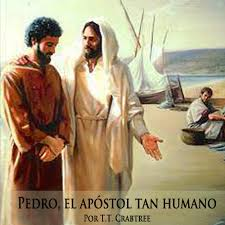 PEDRO, EL APÓSTOL TAN HUMANO
POR T.T. CRABTREE